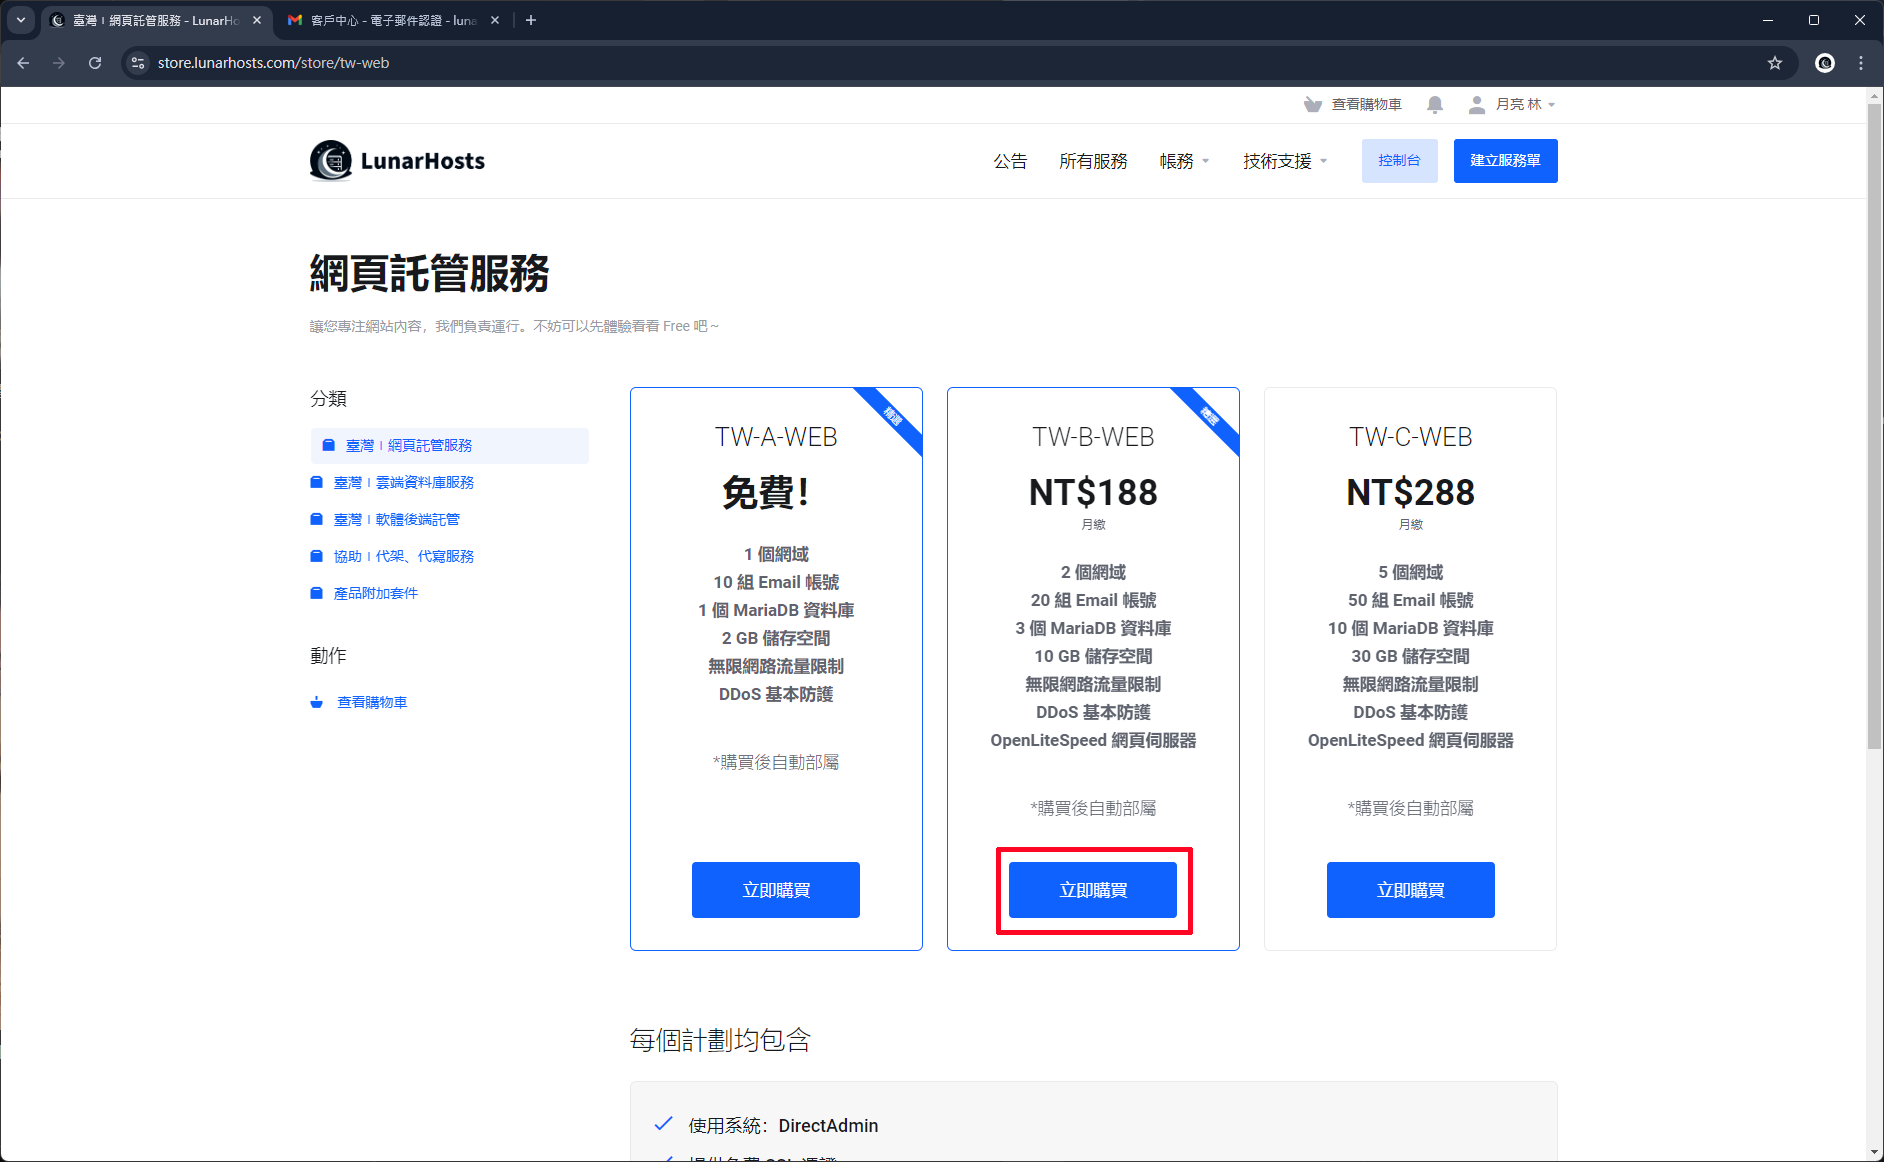 臺灣 | 網頁託管服務 - LunarHo
客戶中心 - 電子郵件認證 - luna
store.lunarhosts.com/store/tw-web
查看購物車
月亮 林
LunarHosts
公告
所有服務
帳務
技術支援
控制台
建立服務單
網頁託管服務
讓您專注網站內容，我們負責運行。不妨可以先體驗看看 Free 吧～
分類
臺灣 | 網頁託管服務
臺灣 | 雲端資料庫服務
臺灣 | 軟體後端託管
協助 | 代架、代寫服務
產品附加套件
動作
查看購物車
精選
TW-A-WEB
免費！
1 個網域
10 組 Email 帳號
1 個 MariaDB 資料庫
2 GB 儲存空間
無限網路流量限制
DDoS 基本防護
*購買後自動部屬
立即購買
精選
TW-B-WEB
NT$188
月繳
2 個網域
20 組 Email 帳號
3 個 MariaDB 資料庫
10 GB 儲存空間
無限網路流量限制
DDoS 基本防護
OpenLiteSpeed 網頁伺服器
*購買後自動部屬
立即購買
TW-C-WEB
NT$288
月繳
5 個網域
50 組 Email 帳號
10 個 MariaDB 資料庫
30 GB 儲存空間
無限網路流量限制
DDoS 基本防護
OpenLiteSpeed 網頁伺服器
*購買後自動部屬
立即購買
每個計劃均包含
使用系統：DirectAdmin